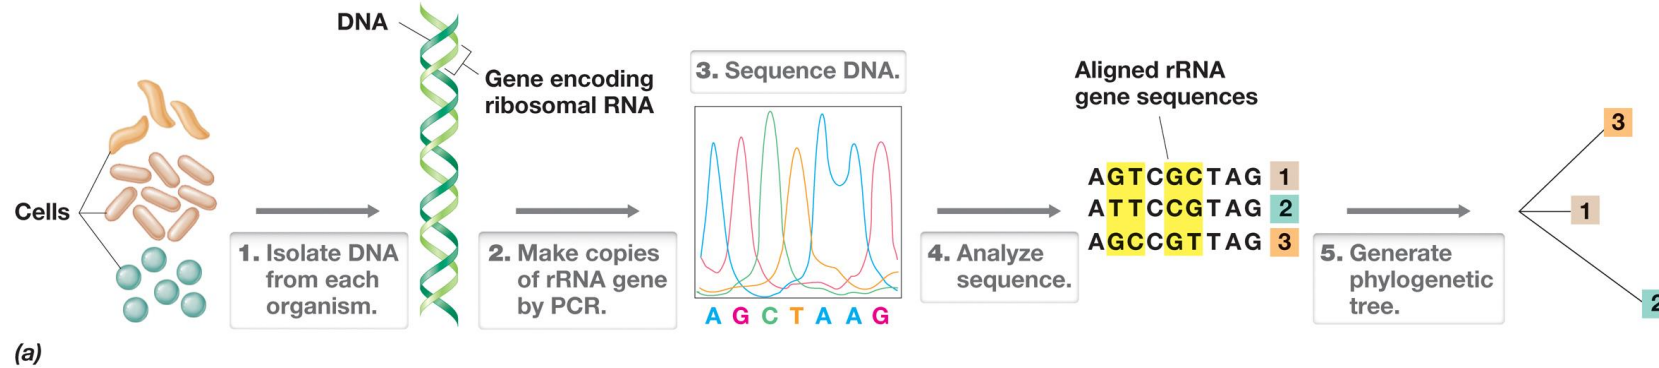 DNA
Gene encoding
ribosomal RNA
Cells
1. Isolate DNA
from each
organism.
2. Make copies
of rRNA gene
by PCR.
3. Sequence DNA.
A G C T A A G
4. Analyze
sequence.
Aligned rRNA
gene sequences
AGTCGCTAG 1
ATTCCGTAG 2
AGCCGTTAG 3
5. Generate
phylogenetic
tree.
3
1
2
(a)